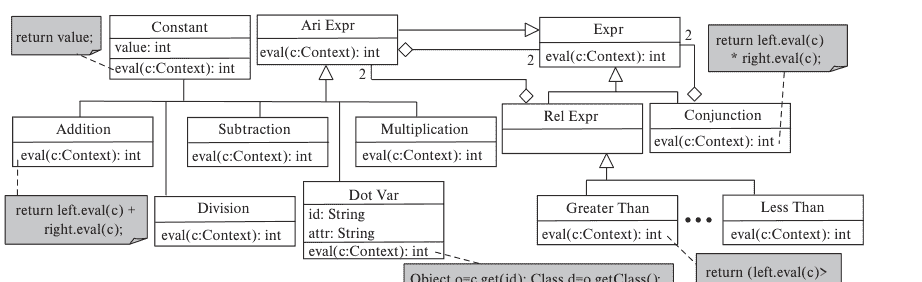 return value;
Constant
value: int
eval(c:Context): int
Ari Expr
eval(c:Context): int
2
2
Expr
eval(c:Context): int
2
return left.eval(c)
* right.eval(c);
Addition
eval(c:Context): int
Subtraction
eval(c:Context): int
Multiplication
eval(c:Context): int
Rel Expr
Conjunction
eval(c:Context): int
return left.eval(c) +
right.eval(c);
Division
eval(c:Context): int
Dot Var
id: String
attr: String
eval(c:Context): int
Greater Than
eval(c:Context): int
•••
Less Than
eval(c:Context): int
Object o=c.get(id); Class d=o.getClass();
return (left.eval(c)>